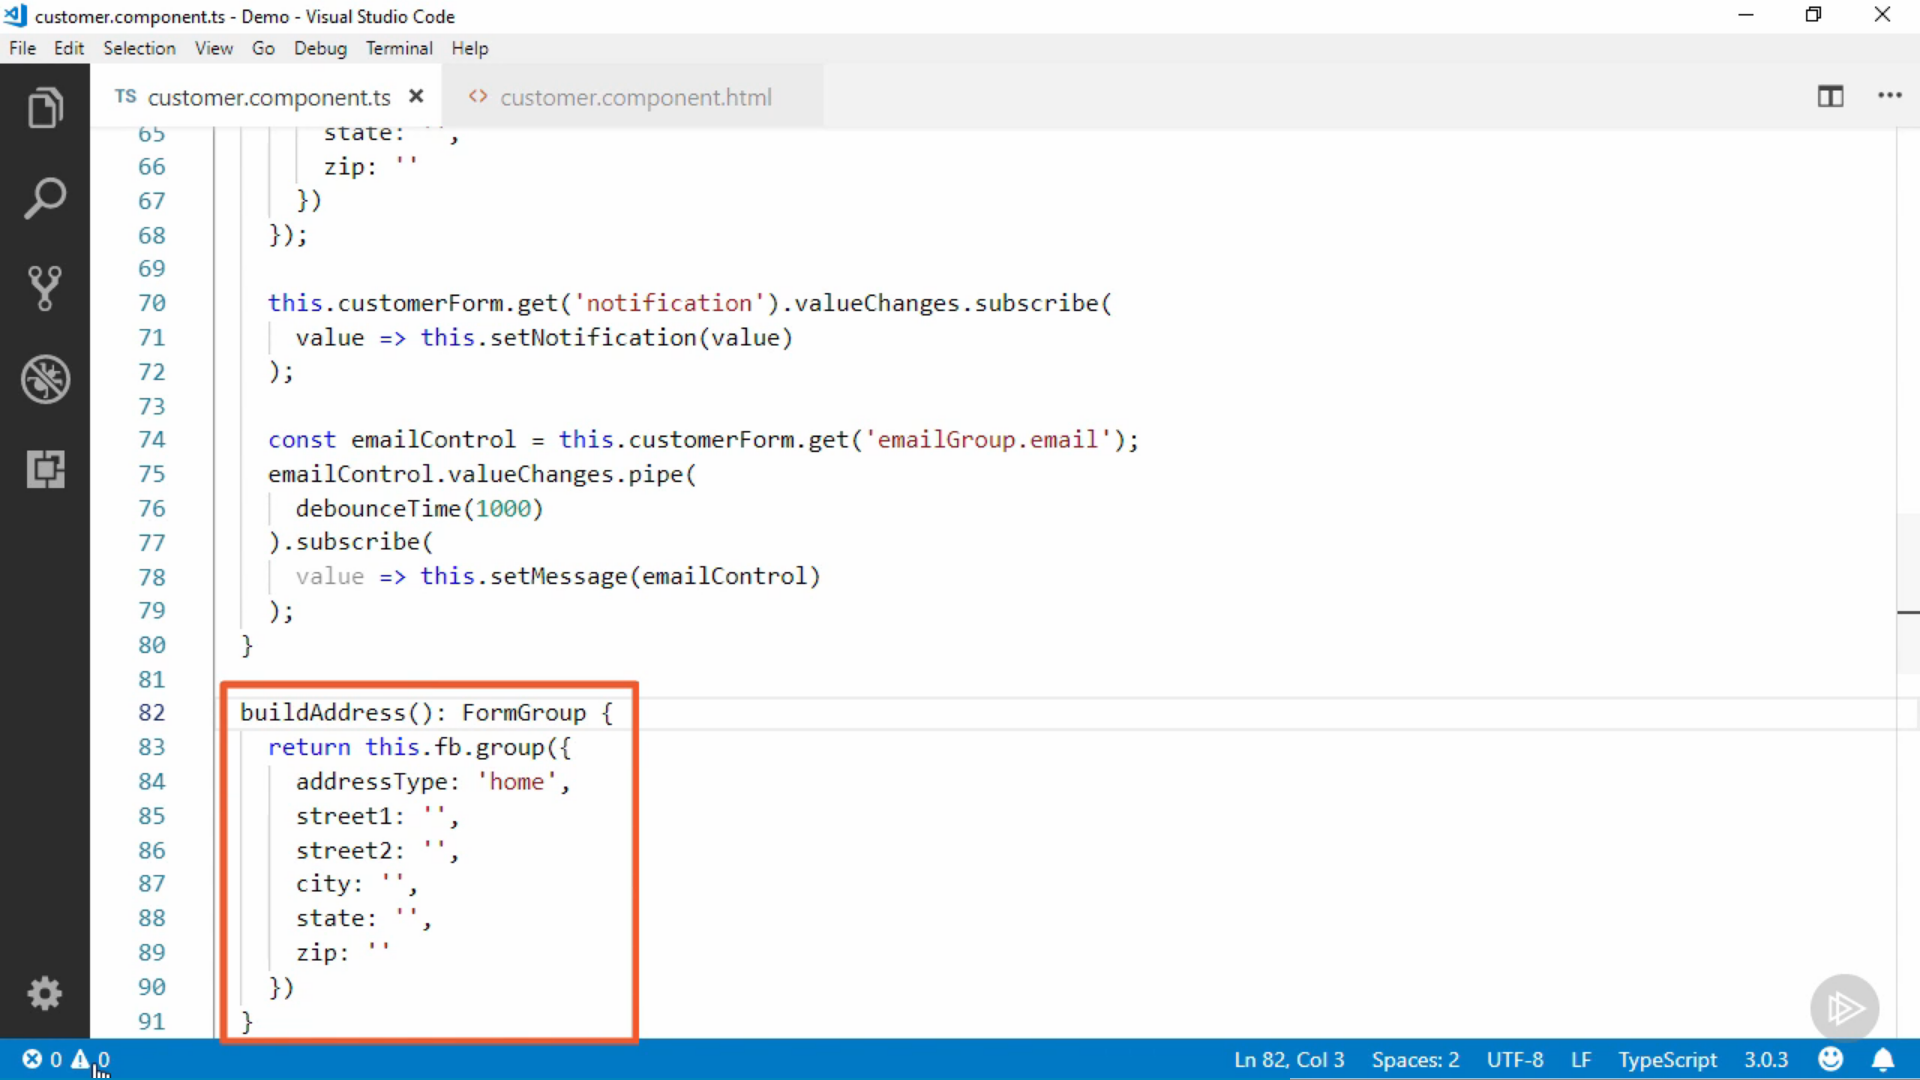 customer.component.ts - Demo - Visual Studio Code
File Edit Selection View Go Debug Terminal Help
TS customer.component.ts customer.component.html
65 state: '',
66 zip: ''
67 })
68 });
69
70 this.customerForm.get('notification').valueChanges.subscribe(
71 value => this.setNotification(value)
72 );
73
74 const emailControl = this.customerForm.get('emailGroup.email');
75 emailControl.valueChanges.pipe(
76 debounceTime(1000)
77 ).subscribe(
78 value => this.setMessage(emailControl)
79 );
80 }
81
82 buildAddress(): FormGroup {
83 return this.fb.group({
84 addressType: 'home',
85 street1: '',
86 street2: '',
87 city: '',
88 state: '',
89 zip: ''
90 })
91 }
0 0 Ln 82, Col 3 Spaces: 2 UTF-8 LF TypeScript 3.0.3